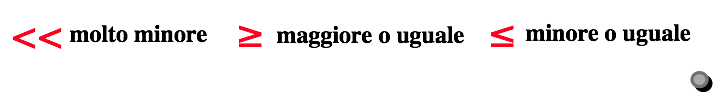 << molto minore ≥ maggiore o uguale ≤ minore o uguale